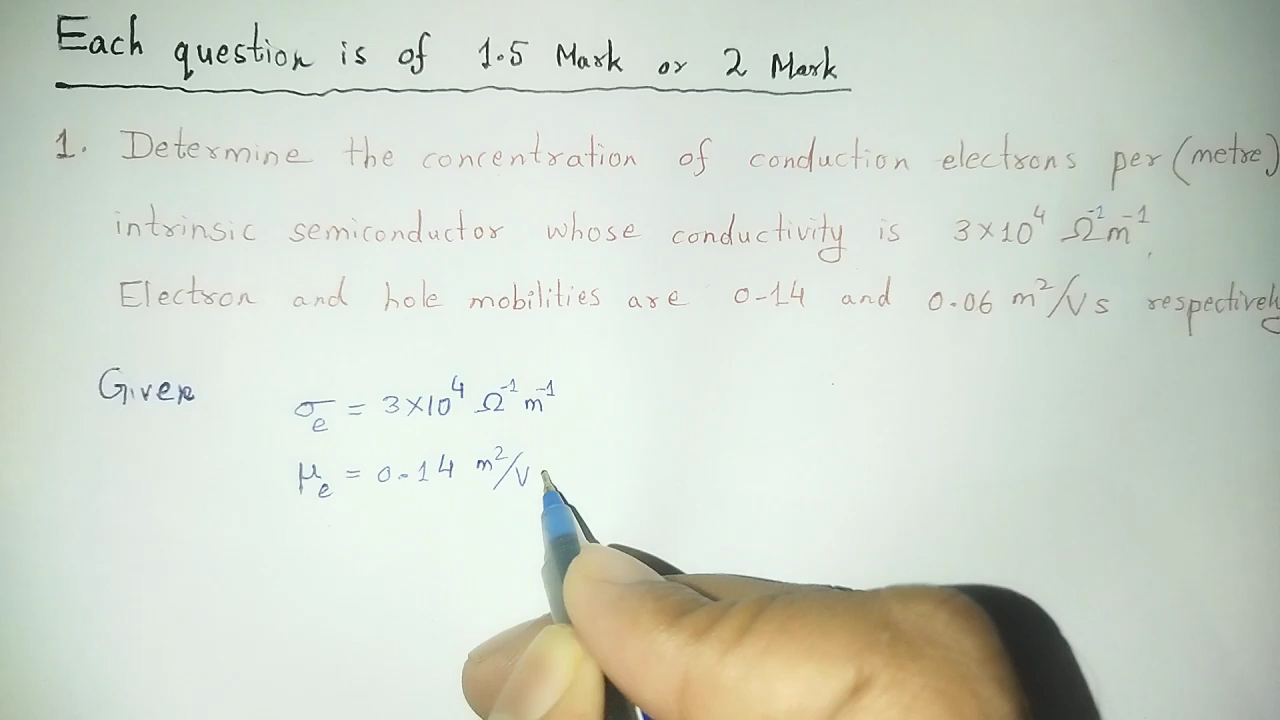 Each question is of 1.5 Mark or 2 Mark
1. Determine the concentration of conduction electrons per (metre)
intrinsic semiconductor whose conductivity is 3×10⁴ Ω⁻¹m⁻¹.
Electron and hole mobilities are 0.14 and 0.06 m²/Vs respectively
Given σₑ = 3×10⁴ Ω⁻¹m⁻¹
μₑ = 0.14 m²/V